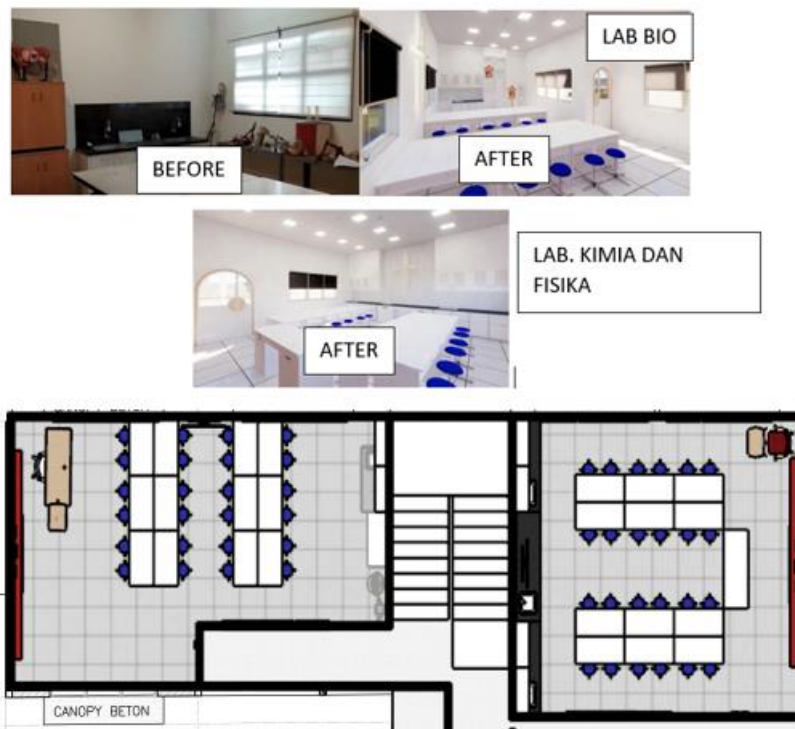 LAB BIO
BEFORE
AFTER
LAB. KIMIA DAN
FISIKA
AFTER
CANOPY BETON